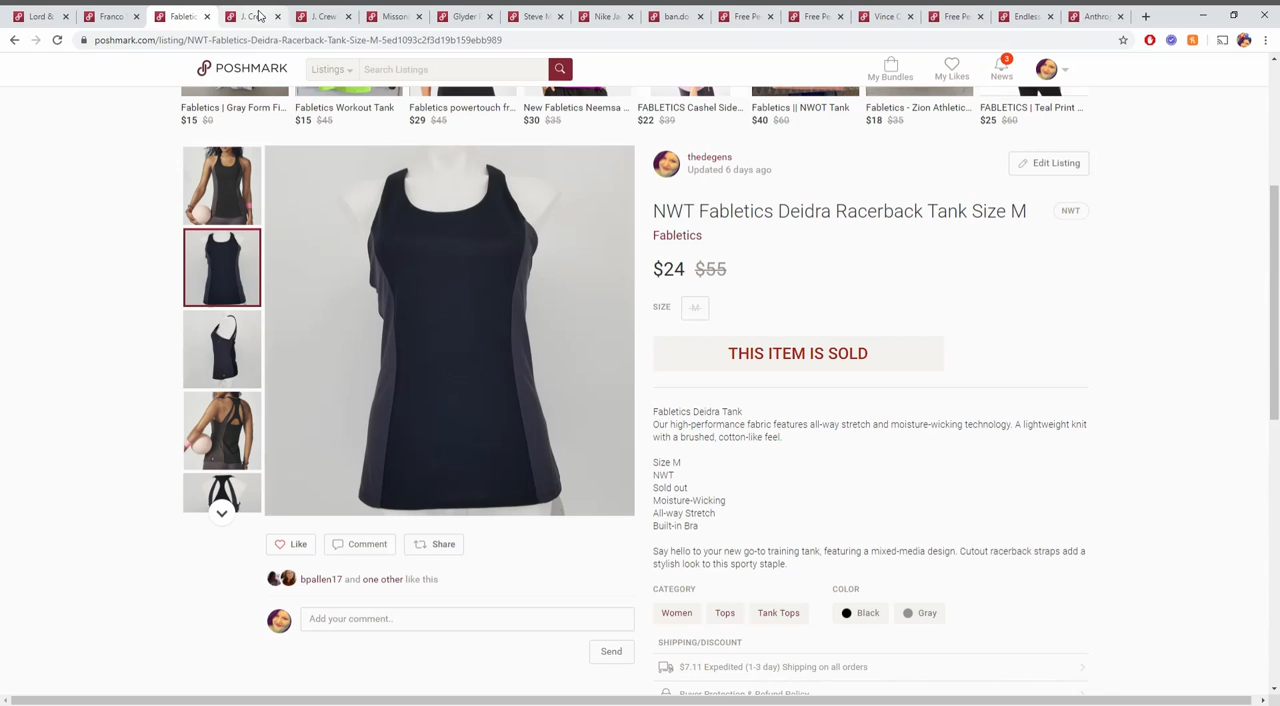 Lord &
Franco
Fabletic
J. Cre
J. Crew
Missoni
Glyder F
Steve M
Nike Ja
ban.do
Free Pe
Free Pe
Vince C
Free Pe
Endless
Anthrop
poshmark.com/listing/NWT-Fabletics-Deidra-Racerback-Tank-Size-M-5ed1093c2f3d19b159ebb989
POSHMARK
Listings
Search Listings
My Bundles
My Likes
3
News
Fabletics | Gray Form Fi...
$15 $0
Fabletics Workout Tank
$15 $45
Fabletics powertouch fr...
$29 $45
New Fabletics Neemsa ...
$30 $35
FABLETICS Cashel Side...
$22 $39
Fabletics || NWOT Tank
$40 $60
Fabletics - Zion Athletic...
$18 $35
FABLETICS | Teal Print ...
$25 $60
thedegens
Updated 6 days ago
Edit Listing
NWT Fabletics Deidra Racerback Tank Size M
NWT
Fabletics
$24 $55
SIZE
-M-
THIS ITEM IS SOLD
Fabletics Deidra Tank
Our high-performance fabric features all-way stretch and moisture-wicking technology. A lightweight knit
with a brushed, cotton-like feel.
Size M
NWT
Sold out
Moisture-Wicking
All-way Stretch
Built-in Bra
Say hello to your new go-to training tank, featuring a mixed-media design. Cutout racerback straps add a
stylish look to this sporty staple.
Like
Comment
Share
bpallen17 and one other like this
Add your comment..
Send
CATEGORY
Women
Tops
Tank Tops
COLOR
Black
Gray
SHIPPING/DISCOUNT
$7.11 Expedited (1-3 day) Shipping on all orders
Buyer Protection & Refund Policy